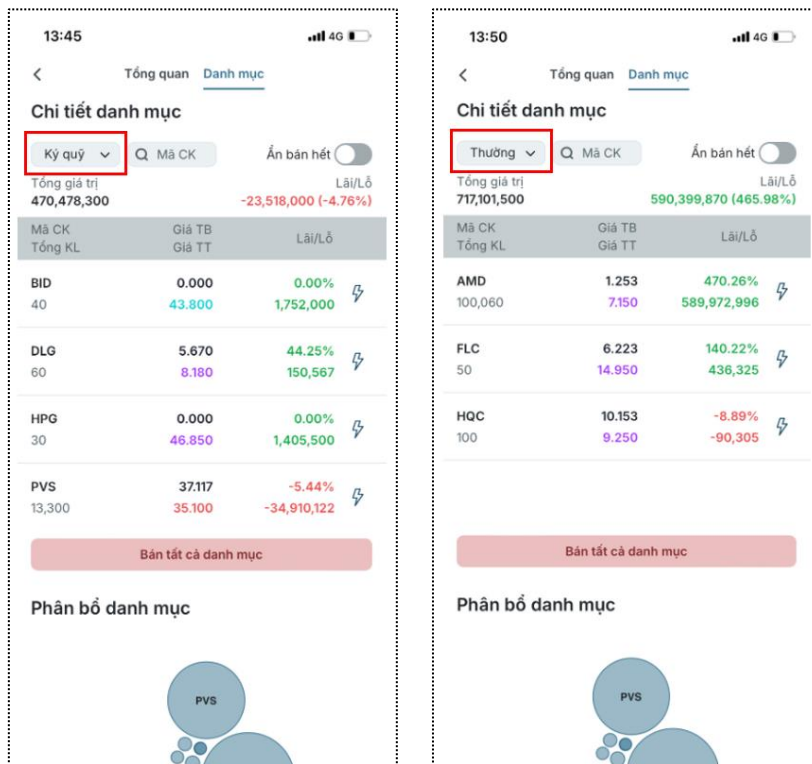 13:45
4G
Tổng quan Danh mục
Chi tiết danh mục
Ký quỹ Mã CK Ẩn bán hết
Tổng giá trị Lãi/Lỗ
470,478,300 -23,518,000 (-4.76%)
Mã CK Giá TB Lãi/Lỗ
Tổng KL Giá TT
BID 0.000 0.00%
40 43.800 1,752,000
DLG 5.670 44.25%
60 8.180 150,567
HPG 0.000 0.00%
30 46.850 1,405,500
PVS 37.117 -5.44%
13,300 35.100 -34,910,122
Bán tất cả danh mục
Phân bổ danh mục
PVS
13:50
4G
Tổng quan Danh mục
Chi tiết danh mục
Thường Mã CK Ẩn bán hết
Tổng giá trị Lãi/Lỗ
717,101,500 590,399,870 (465.98%)
Mã CK Giá TB Lãi/Lỗ
Tổng KL Giá TT
AMD 1.253 470.26%
100,060 7.150 589,972,996
FLC 6.223 140.22%
50 14.950 436,325
HQC 10.153 -8.89%
100 9.250 -90,305
Bán tất cả danh mục
Phân bổ danh mục
PVS